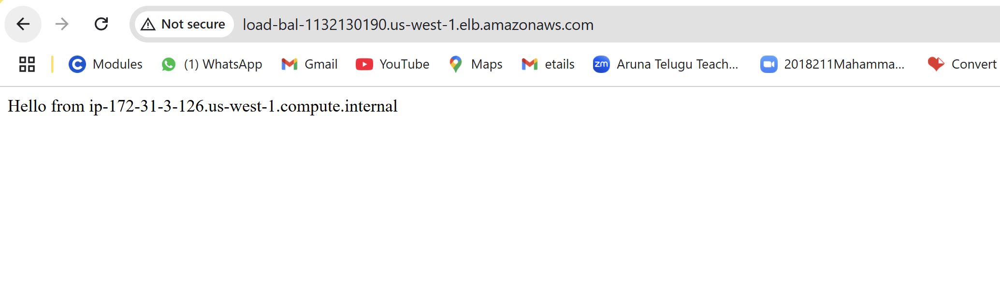 Not secure load-bal-1132130190.us-west-1.elb.amazonaws.com
Modules (1) WhatsApp Gmail YouTube Maps etails zm Aruna Telugu Teach... 2018211Mahamma... Convert
Hello from ip-172-31-3-126.us-west-1.compute.internal